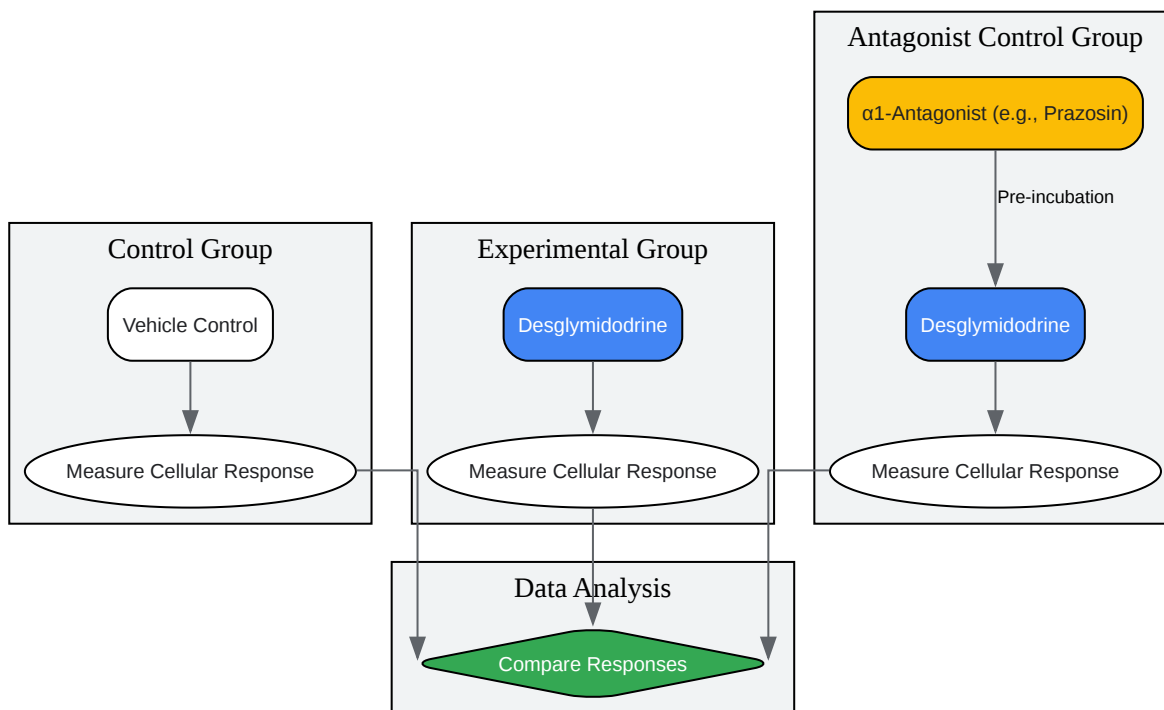 Antagonist Control Group
α1-Antagonist (e.g., Prazosin)
Pre-incubation
Control Group
Experimental Group
Vehicle Control
Desglymidodrine
Desglymidodrine
Measure Cellular Response
Measure Cellular Response
Measure Cellular Response
Data Analysis
Compare Responses